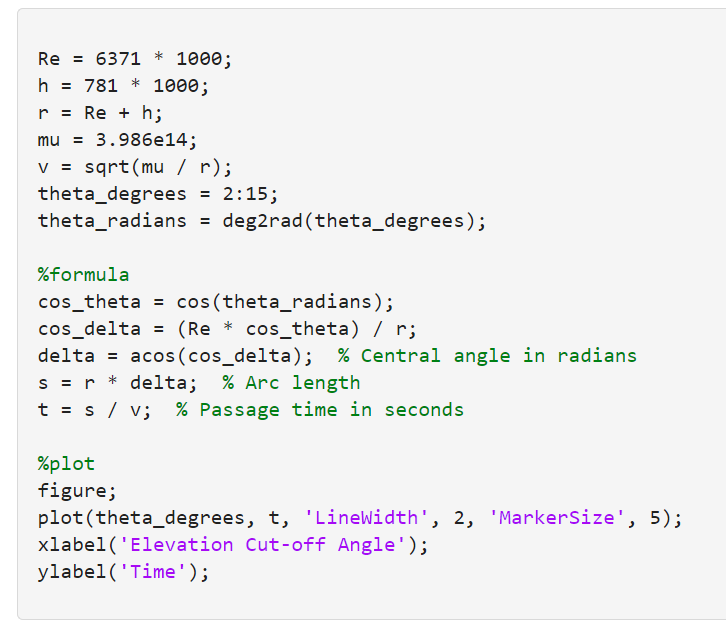 Re = 6371 * 1000;
h = 781 * 1000;
r = Re + h;
mu = 3.986e14;
v = sqrt(mu / r);
theta_degrees = 2:15;
theta_radians = deg2rad(theta_degrees);
%formula
cos_theta = cos(theta_radians);
cos_delta = (Re * cos_theta) / r;
delta = acos(cos_delta);  % Central angle in radians
s = r * delta;  % Arc length
t = s / v;  % Passage time in seconds
%plot
figure;
plot(theta_degrees, t, 'LineWidth', 2, 'MarkerSize', 5);
xlabel('Elevation Cut-off Angle');
ylabel('Time');